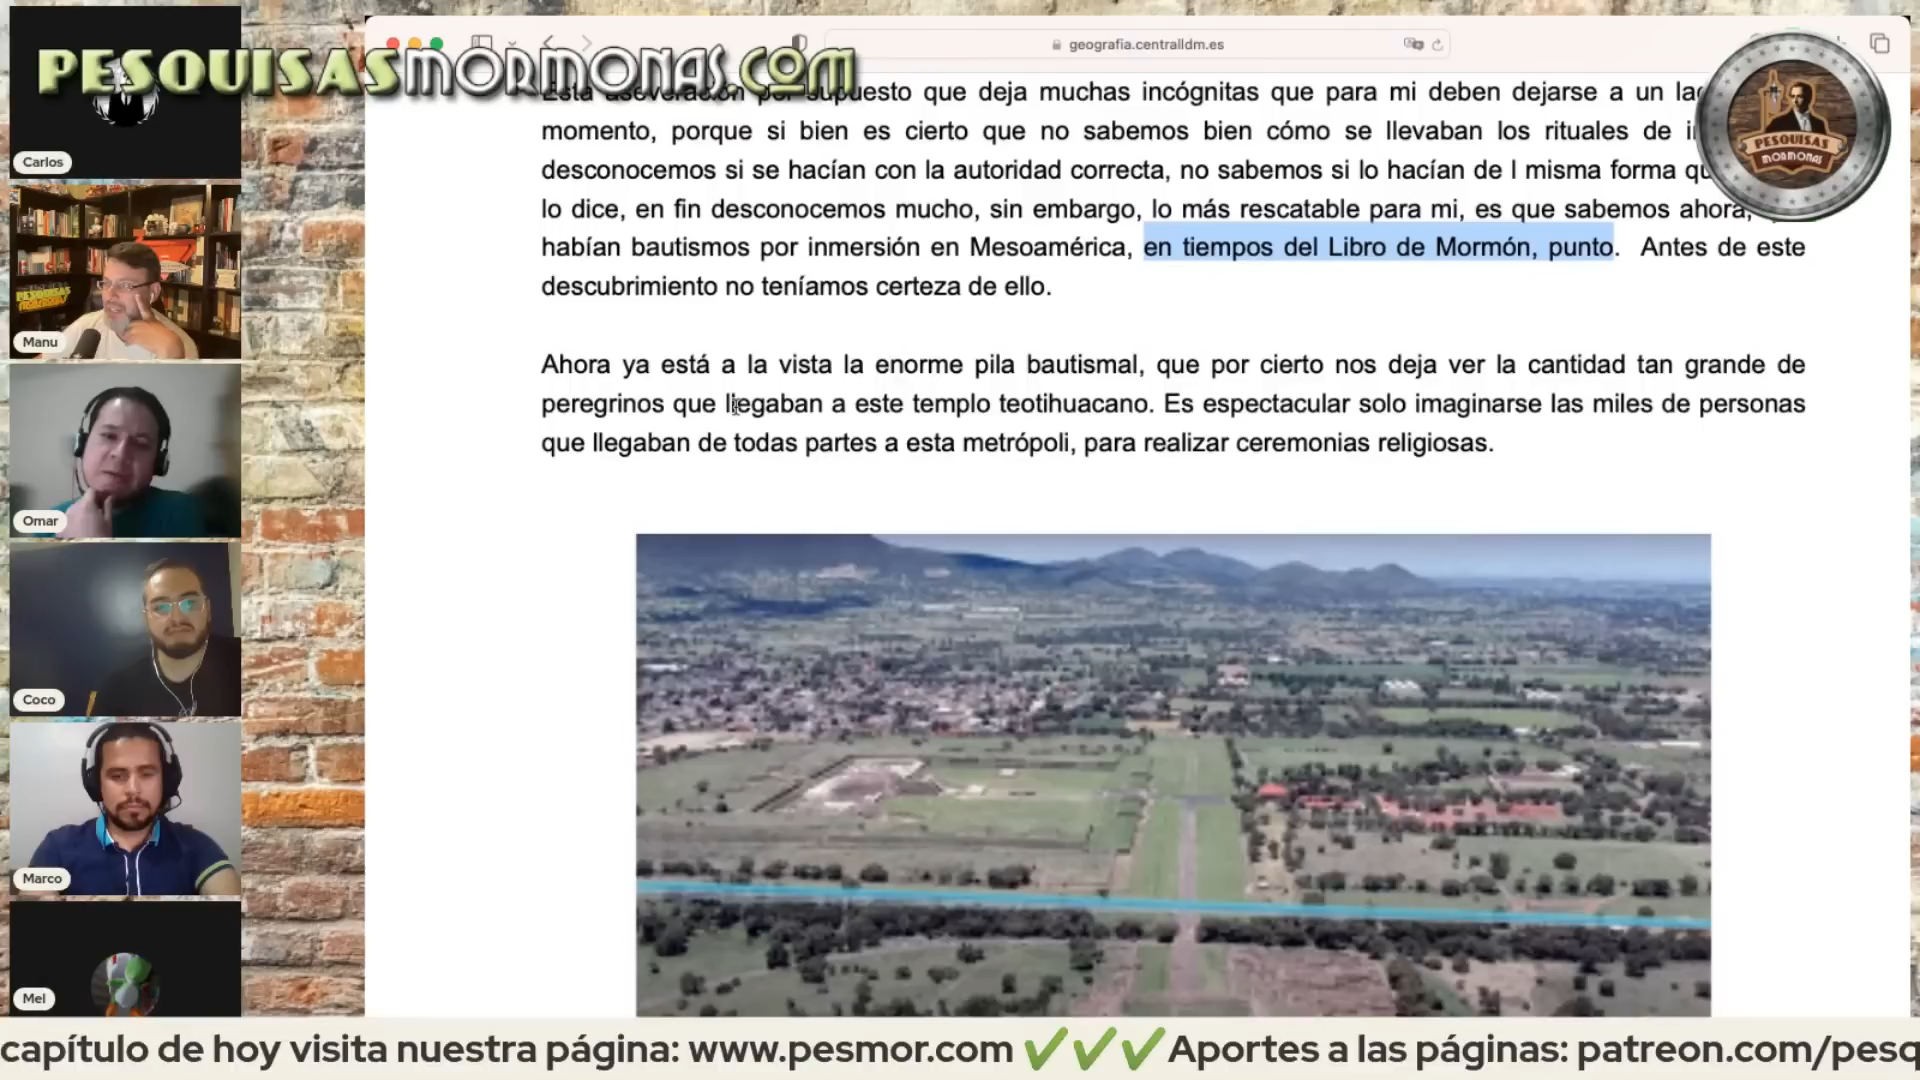 PESQUISASMORMONAS.COM
geografia.centralldm.es
Esta aseveración por supuesto que deja muchas incógnitas que para mi deben dejarse a un
momento, porque si bien es cierto que no sabemos bien cómo se llevaban los rituales de
desconocemos si se hacían con la autoridad correcta, no sabemos si lo hacían de l misma forma
lo dice, en fin desconocemos mucho, sin embargo, lo más rescatable para mi, es que sabemos ahora,
habían bautismos por inmersión en Mesoamérica, en tiempos del Libro de Mormón, punto. Antes de este
descubrimiento no teníamos certeza de ello.
Ahora ya está a la vista la enorme pila bautismal, que por cierto nos deja ver la cantidad tan grande de
peregrinos que llegaban a este templo teotihuacano. Es espectacular solo imaginarse las miles de personas
que llegaban de todas partes a esta metrópoli, para realizar ceremonias religiosas.
PESQUISAS
MORMONAS
Carlos
PESQUISAS
Manu
Omar
Coco
Marco
Mel
capítulo de hoy visita nuestra página: www.pesmor.com ✓✓✓ Aportes a las páginas: patreon.com/pesq